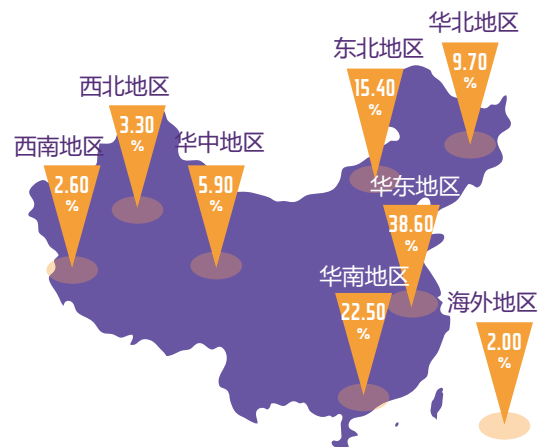 华北地区
9.70
%
东北地区
15.40
%
西北地区
3.30
%
西南地区
2.60
%
华中地区
5.90
%
华东地区
38.60
%
华南地区
22.50
%
海外地区
2.00
%